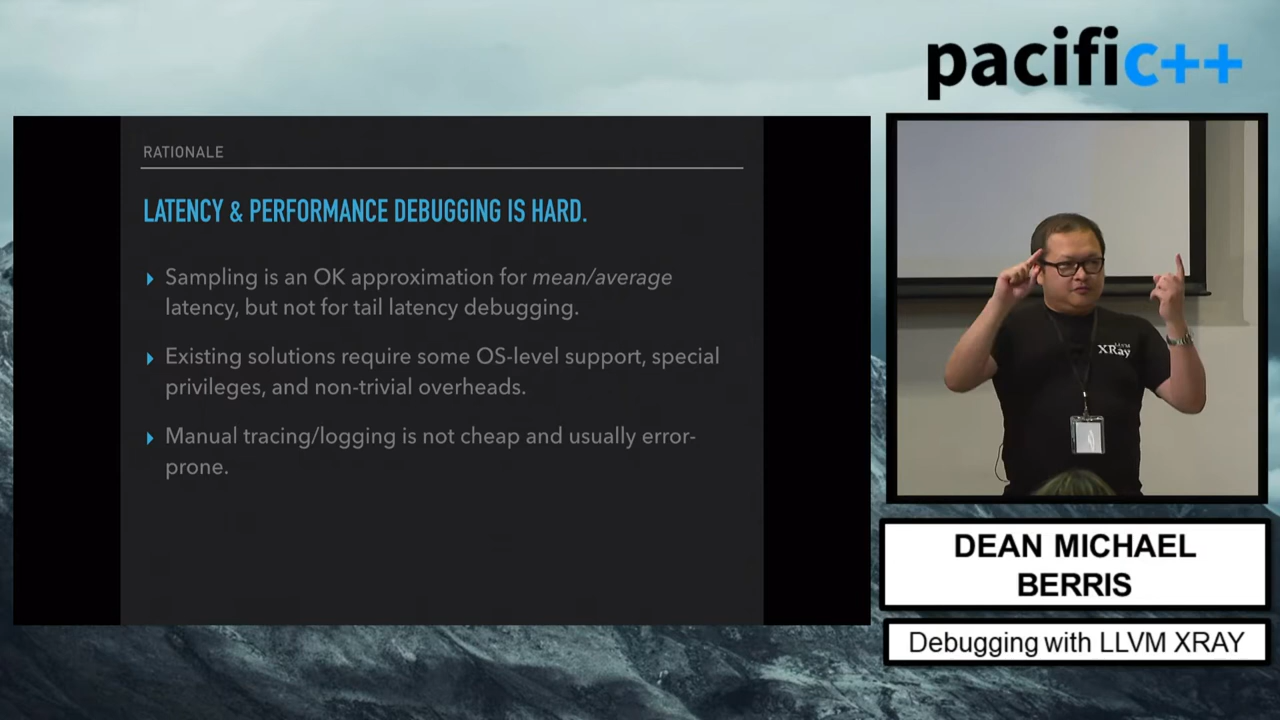 pacific++
RATIONALE
LATENCY & PERFORMANCE DEBUGGING IS HARD.
Sampling is an OK approximation for mean/average
latency, but not for tail latency debugging.
Existing solutions require some OS-level support, special
privileges, and non-trivial overheads.
Manual tracing/logging is not cheap and usually error-
prone.
LLVM
XRay
DEAN MICHAEL
BERRIS
Debugging with LLVM XRAY